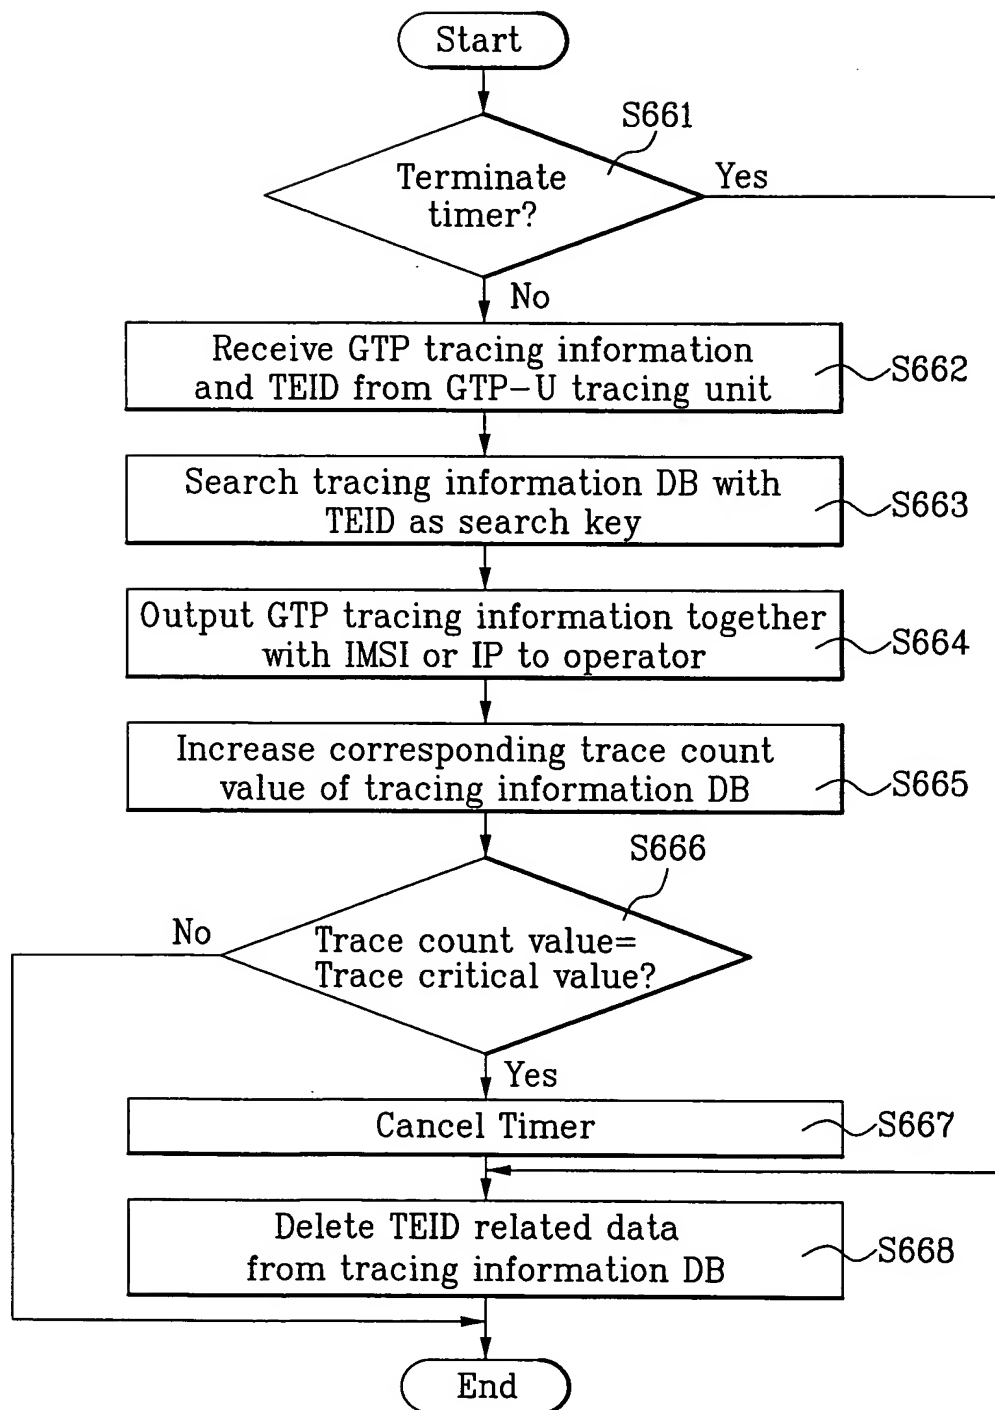 Start
S661
Terminate
timer?
Yes
No
Receive GTP tracing information
and TEID from GTP-U tracing unit
S662
Search tracing information DB with
TEID as search key
S663
Output GTP tracing information together
with IMSI or IP to operator
S664
Increase corresponding trace count
value of tracing information DB
S665
S666
No
Trace count value=
Trace critical value?
Yes
Cancel Timer
S667
Delete TEID related data
from tracing information DB
S668
End